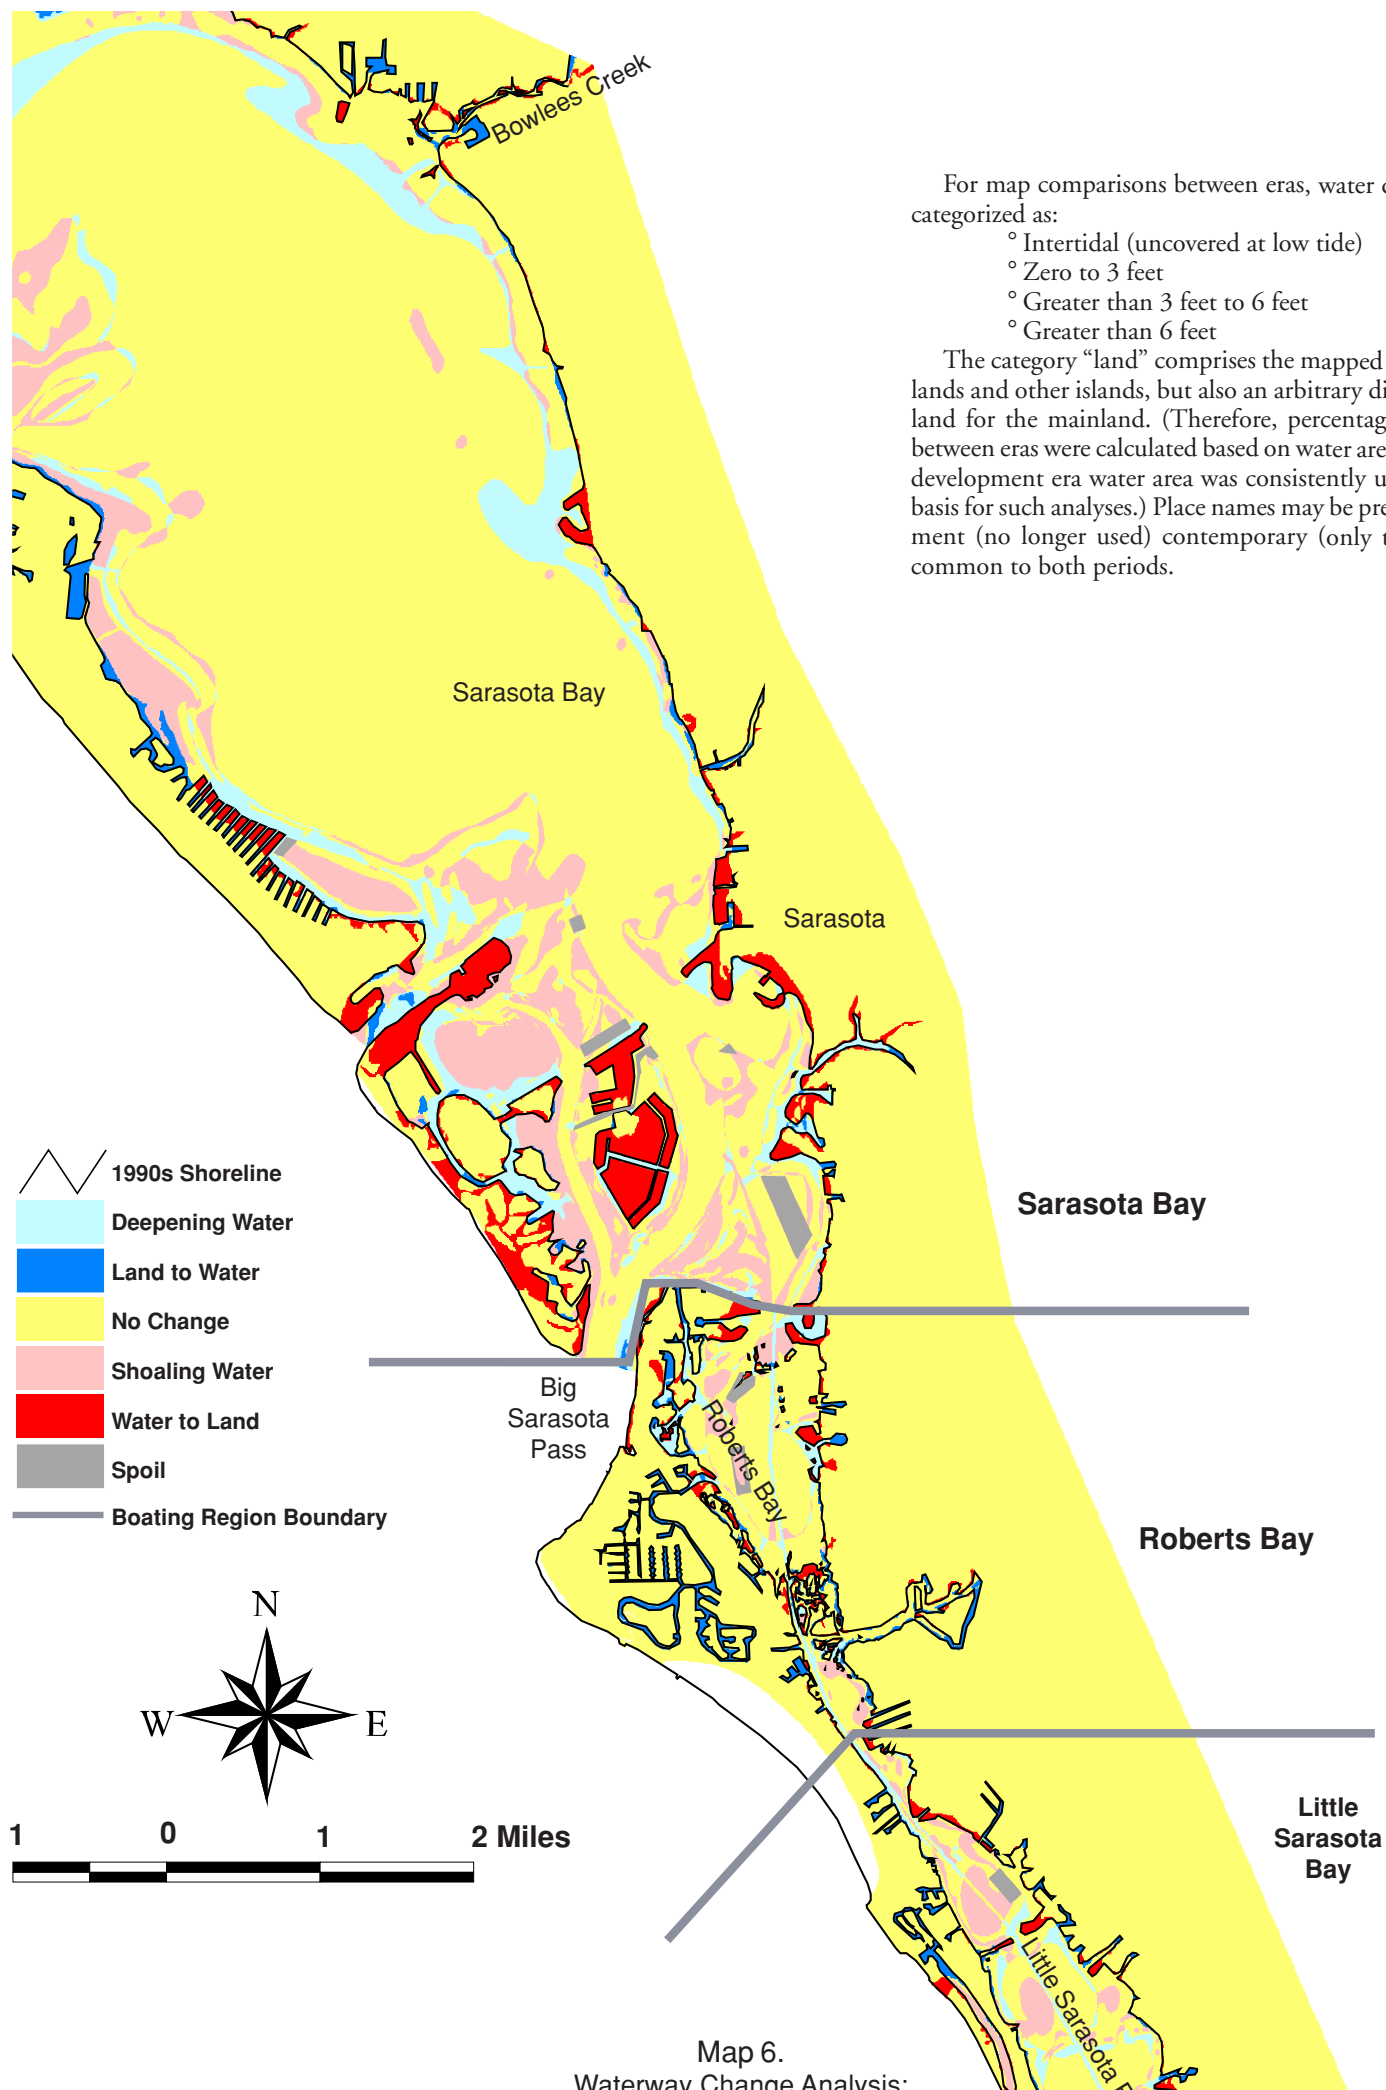 Bowlees Creek
For map comparisons between eras, water
categorized as:
° Intertidal (uncovered at low tide)
° Zero to 3 feet
° Greater than 3 feet to 6 feet
° Greater than 6 feet
The category “land” comprises the mapped
lands and other islands, but also an arbitrary
land for the mainland. (Therefore,
between eras were calculated based on water
development era water area was consistently
basis for such analyses.) Place names may be
ment (no longer used) contemporary (only
common to both periods.
Sarasota Bay
Sarasota
1990s Shoreline
Deepening Water
Land to Water
No Change
Shoaling Water
Water to Land
Spoil
Boating Region Boundary
Sarasota Bay
Big
Sarasota
Pass
Roberts Bay
Roberts Bay
N
W
E
1 0 1 2 Miles
Little
Sarasota
Bay
Little Sarasota
Map 6.
Waterway Change Analysis: